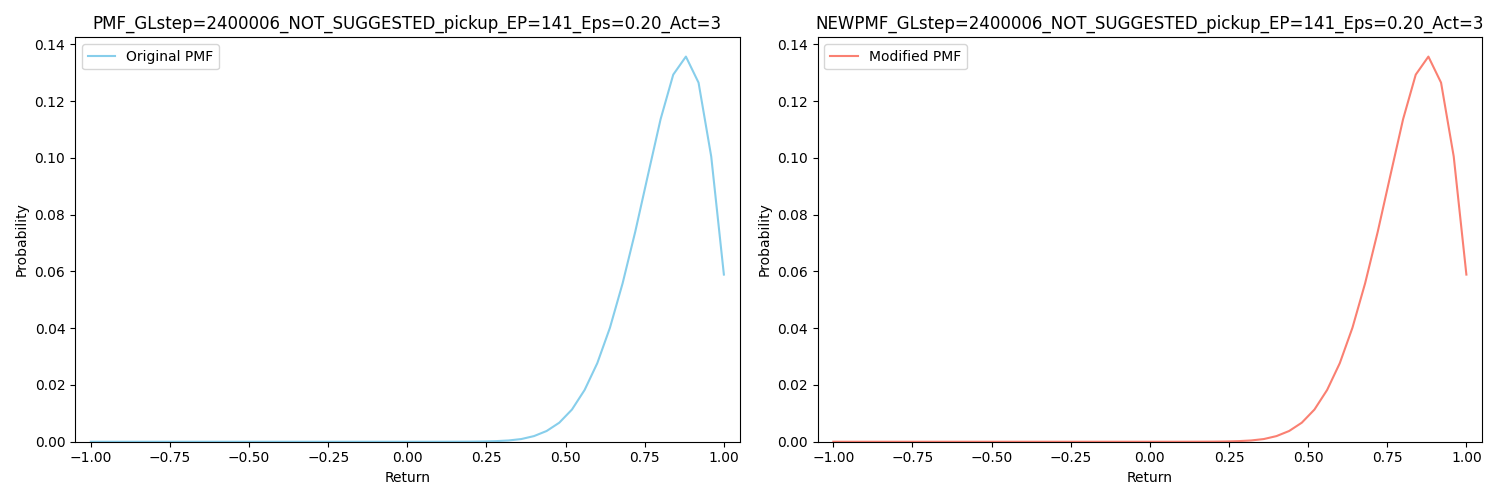 PMF_GLstep=2400006_NOT_SUGGESTED_pickup_EP=141_Eps=0.20_Act=3
Original PMF
0.14
0.12
0.10
0.08
0.06
0.04
0.02
0.00
Probability
−1.00 −0.75 −0.50 −0.25 0.00 0.25 0.50 0.75 1.00
Return
NEWPMF_GLstep=2400006_NOT_SUGGESTED_pickup_EP=141_Eps=0.20_Act=3
Modified PMF
0.14
0.12
0.10
0.08
0.06
0.04
0.02
0.00
Probability
−1.00 −0.75 −0.50 −0.25 0.00 0.25 0.50 0.75 1.00
Return